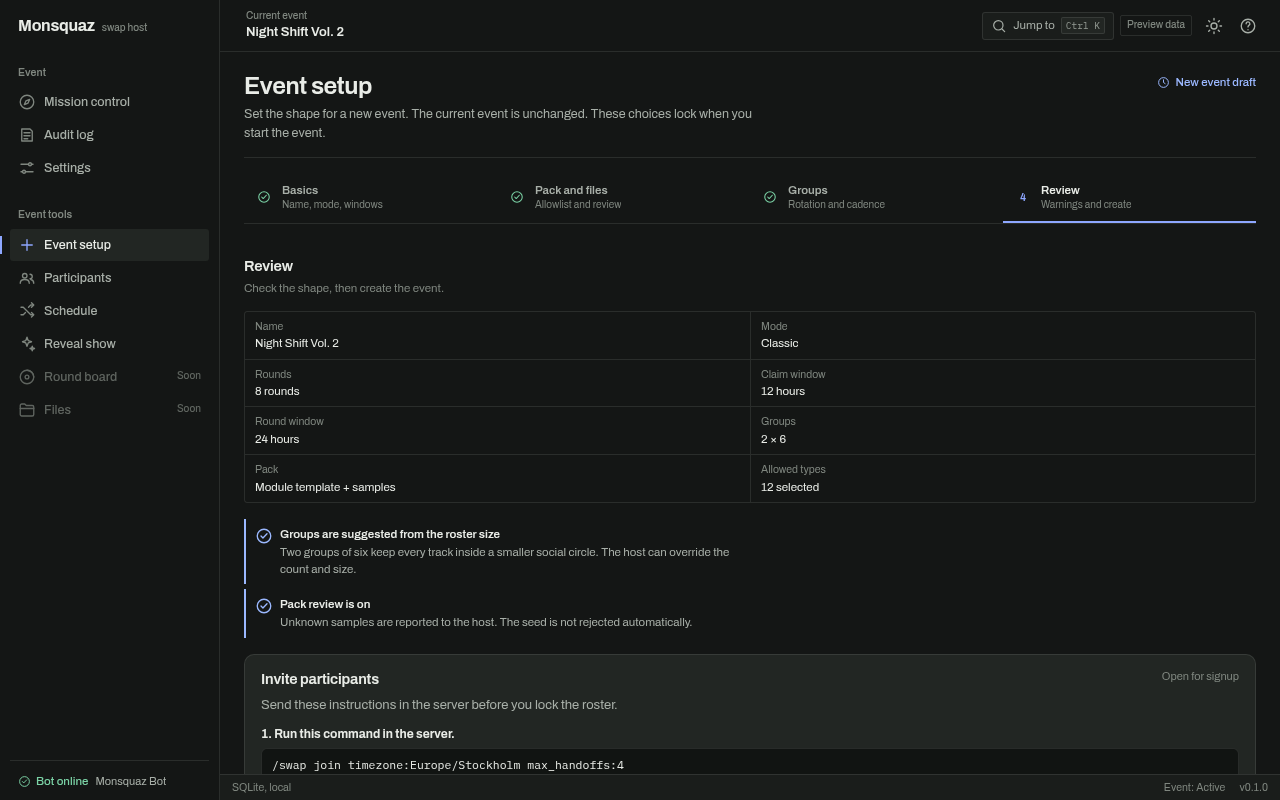 Monsquaz swap host
Event
Mission control
Audit log
Settings
Event tools
Event setup
Participants
Schedule
Reveal show
Round board Soon
Files Soon
Bot online Monsquaz Bot
Current event
Night Shift Vol. 2
Jump to Ctrl K
Preview data
Event setup
New event draft
Set the shape for a new event. The current event is unchanged. These choices lock when you
start the event.
Basics
Name, mode, windows
Pack and files
Allowlist and review
Groups
Rotation and cadence
4 Review
Warnings and create
Review
Check the shape, then create the event.
Name
Night Shift Vol. 2
Mode
Classic
Rounds
8 rounds
Claim window
12 hours
Round window
24 hours
Groups
2 × 6
Pack
Module template + samples
Allowed types
12 selected
Groups are suggested from the roster size
Two groups of six keep every track inside a smaller social circle. The host can override the
count and size.
Pack review is on
Unknown samples are reported to the host. The seed is not rejected automatically.
Invite participants
Open for signup
Send these instructions in the server before you lock the roster.
1. Run this command in the server.
/swap join timezone:Europe/Stockholm max_handoffs:4
SQLite, local
Event: Active v0.1.0